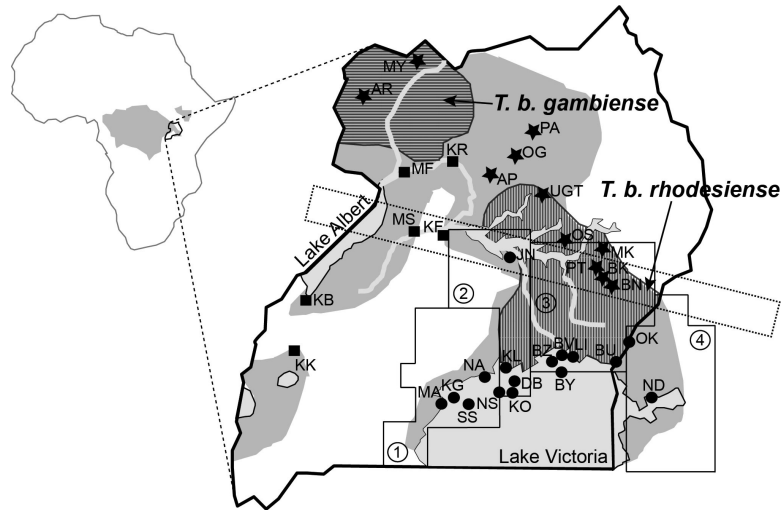 MY
AR
T. b. gambiense
PA
KR
OG
MF
AP
UGT
T. b. rhodesiense
Lake Albert
MS
KF
OS
MK
JN
PT
BK
BN
KB
2
3
OK
4
KK
KL
BZ
BVLI
BU
NA
DB
BY
ND
MA
KG
SS
NS
KO
1
Lake Victoria